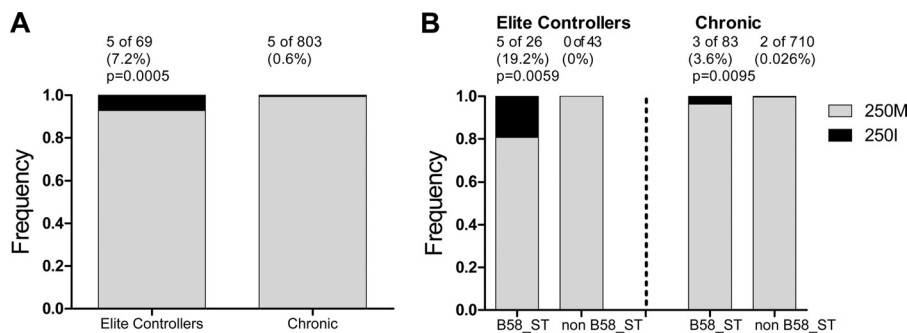 A
5 of 69
(7.2%)
p=0.0005
5 of 803
(0.6%)
Frequency
1.0
0.8
0.6
0.4
0.2
0.0
Elite Controllers
Chronic
B
Elite Controllers
Chronic
5 of 26
(19.2%)
p=0.0059
0 of 43
(0%)
3 of 83
(3.6%)
p=0.0095
2 of 710
(0.026%)
Frequency
1.0
0.8
0.6
0.4
0.2
0.0
B58_ST
non B58_ST
B58_ST
non B58_ST
250M
250I